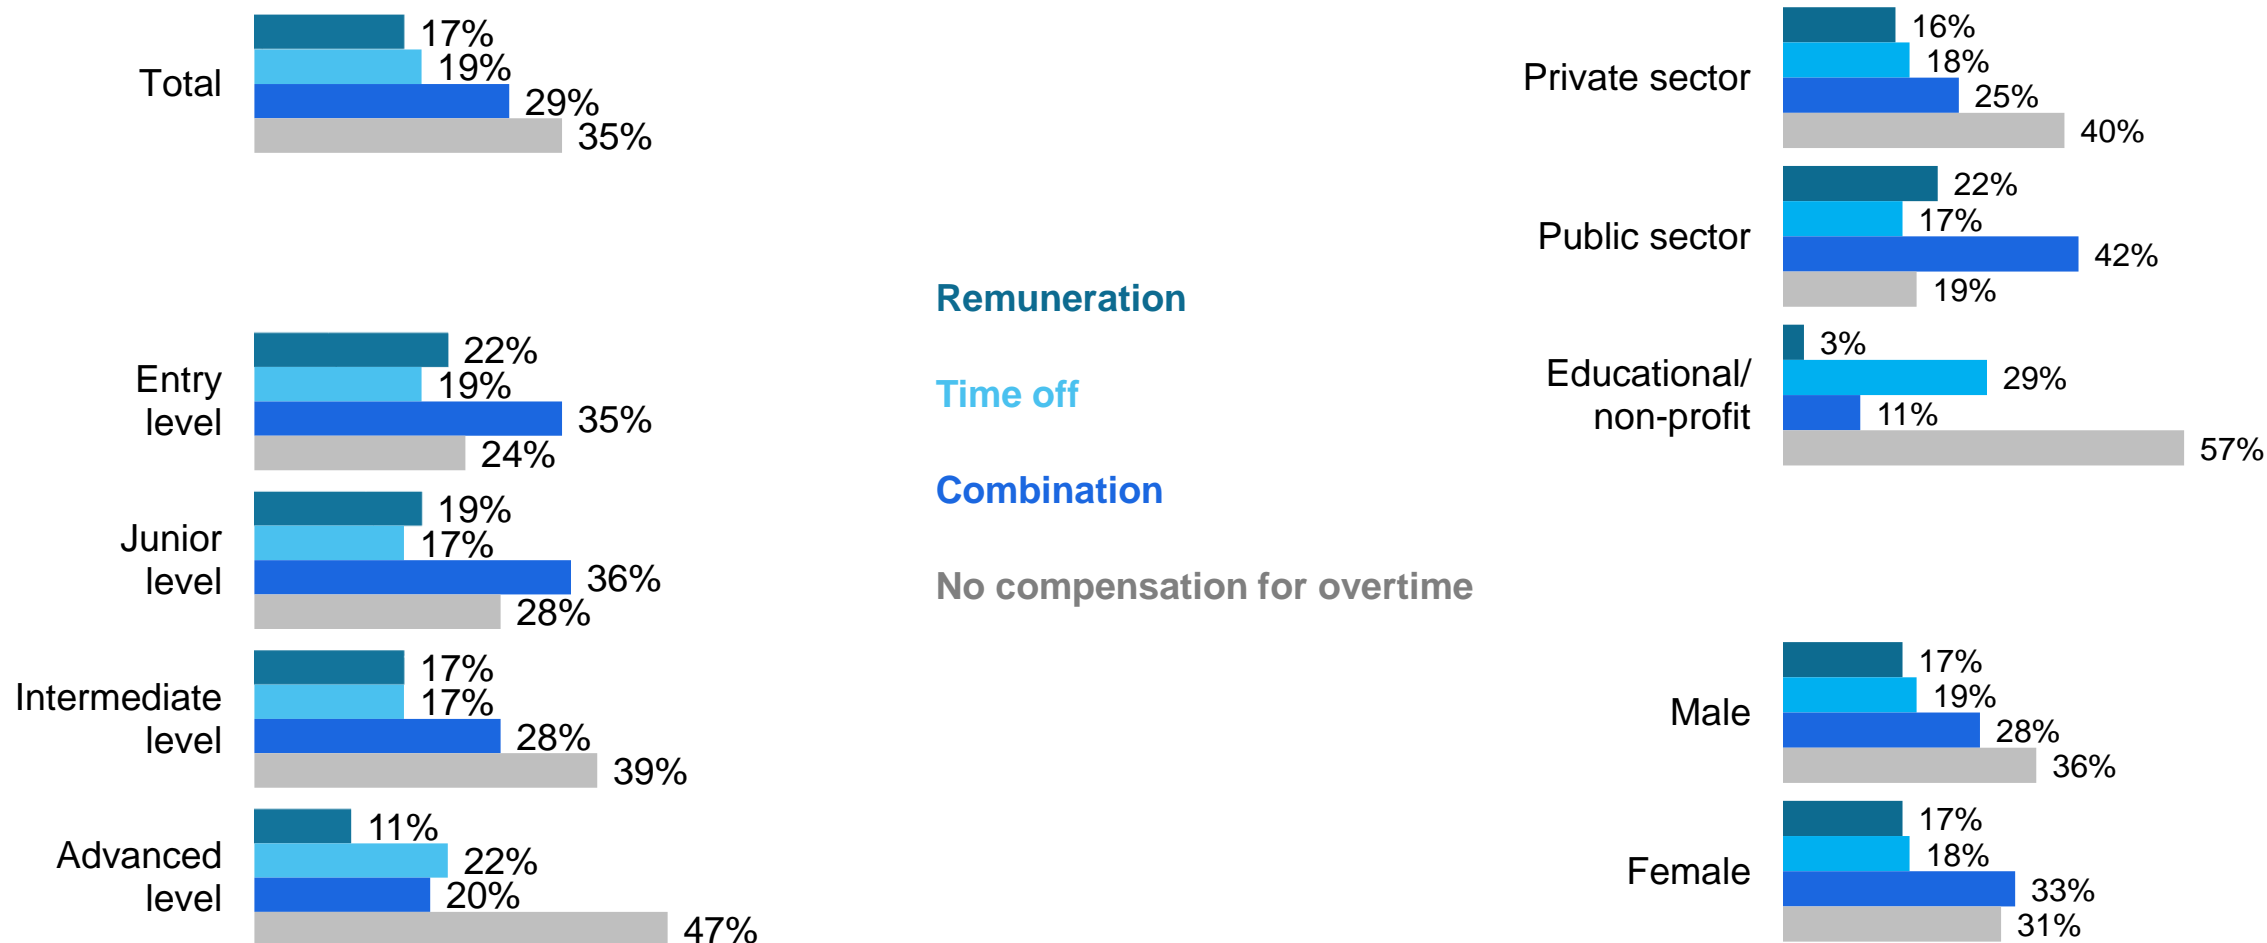 Total
17%
19%
29%
35%
Entry
level
22%
19%
35%
24%
Junior
level
19%
17%
36%
28%
Intermediate
level
17%
17%
28%
39%
Advanced
level
11%
22%
20%
47%
Remuneration
Time off
Combination
No compensation for overtime
Private sector
16%
18%
25%
40%
Public sector
22%
17%
42%
19%
Educational/
non-profit
3%
29%
11%
57%
Male
17%
19%
28%
36%
Female
17%
18%
33%
31%